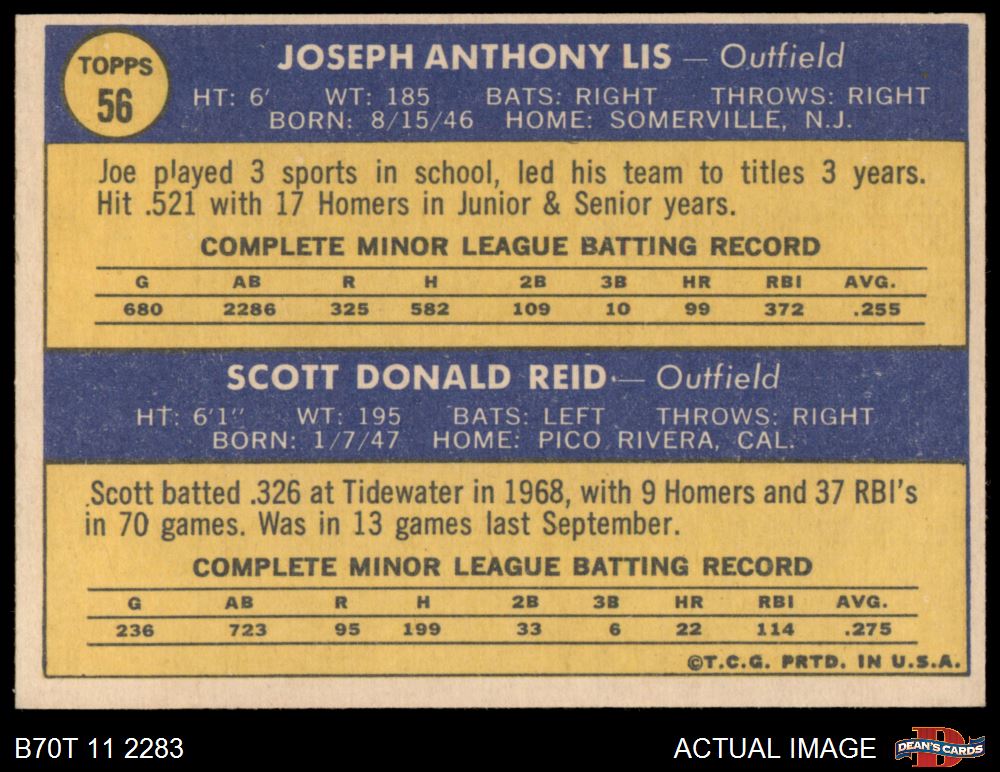 TOPPS
56
JOSEPH ANTHONY LIS — Outfield
HT: 6' WT: 185 BATS: RIGHT THROWS: RIGHT
BORN: 8/15/46 HOME: SOMERVILLE, N.J.
Joe played 3 sports in school, led his team to titles 3 years.
Hit .521 with 17 Homers in Junior & Senior years.
COMPLETE MINOR LEAGUE BATTING RECORD
G AB R H 2B 3B HR RBI AVG.
680 2286 325 582 109 10 99 372 .255
SCOTT DONALD REID — Outfield
HT: 6'1" WT: 195 BATS: LEFT THROWS: RIGHT
BORN: 1/7/47 HOME: PICO RIVERA, CAL.
Scott batted .326 at Tidewater in 1968, with 9 Homers and 37 RBI's
in 70 games. Was in 13 games last September.
COMPLETE MINOR LEAGUE BATTING RECORD
G AB R H 2B 3B HR RBI AVG.
236 723 95 199 33 6 22 114 .275
©T.C.G. PRTD. IN U.S.A.
B70T 11 2283 ACTUAL IMAGE DEAN'S CARDS